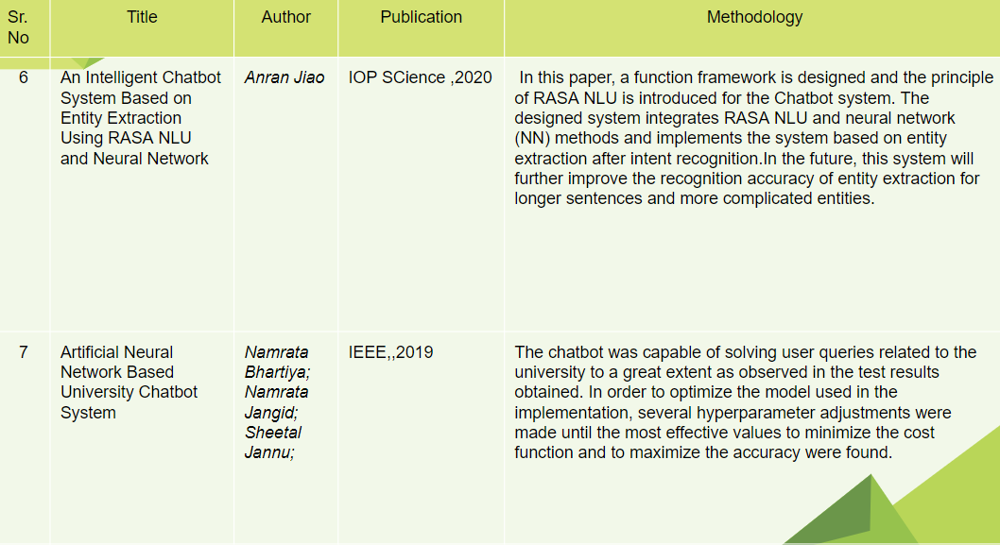 Sr. No
Title
Author
Publication
Methodology
6
An Intelligent Chatbot
System Based on
Entity Extraction
Using RASA NLU
and Neural Network
Anran Jiao
IOP SCience ,2020
In this paper, a function framework is designed and the principle
of RASA NLU is introduced for the Chatbot system. The
designed system integrates RASA NLU and neural network
(NN) methods and implements the system based on entity
extraction after intent recognition.In the future, this system will
further improve the recognition accuracy of entity extraction for
longer sentences and more complicated entities.
7
Artificial Neural
Network Based
University Chatbot
System
Namrata
Bhartiya;
Namrata
Jangid;
Sheetal
Jannu;
IEEE,,2019
The chatbot was capable of solving user queries related to the
university to a great extent as observed in the test results
obtained. In order to optimize the model used in the
implementation, several hyperparameter adjustments were
made until the most effective values to minimize the cost
function and to maximize the accuracy were found.